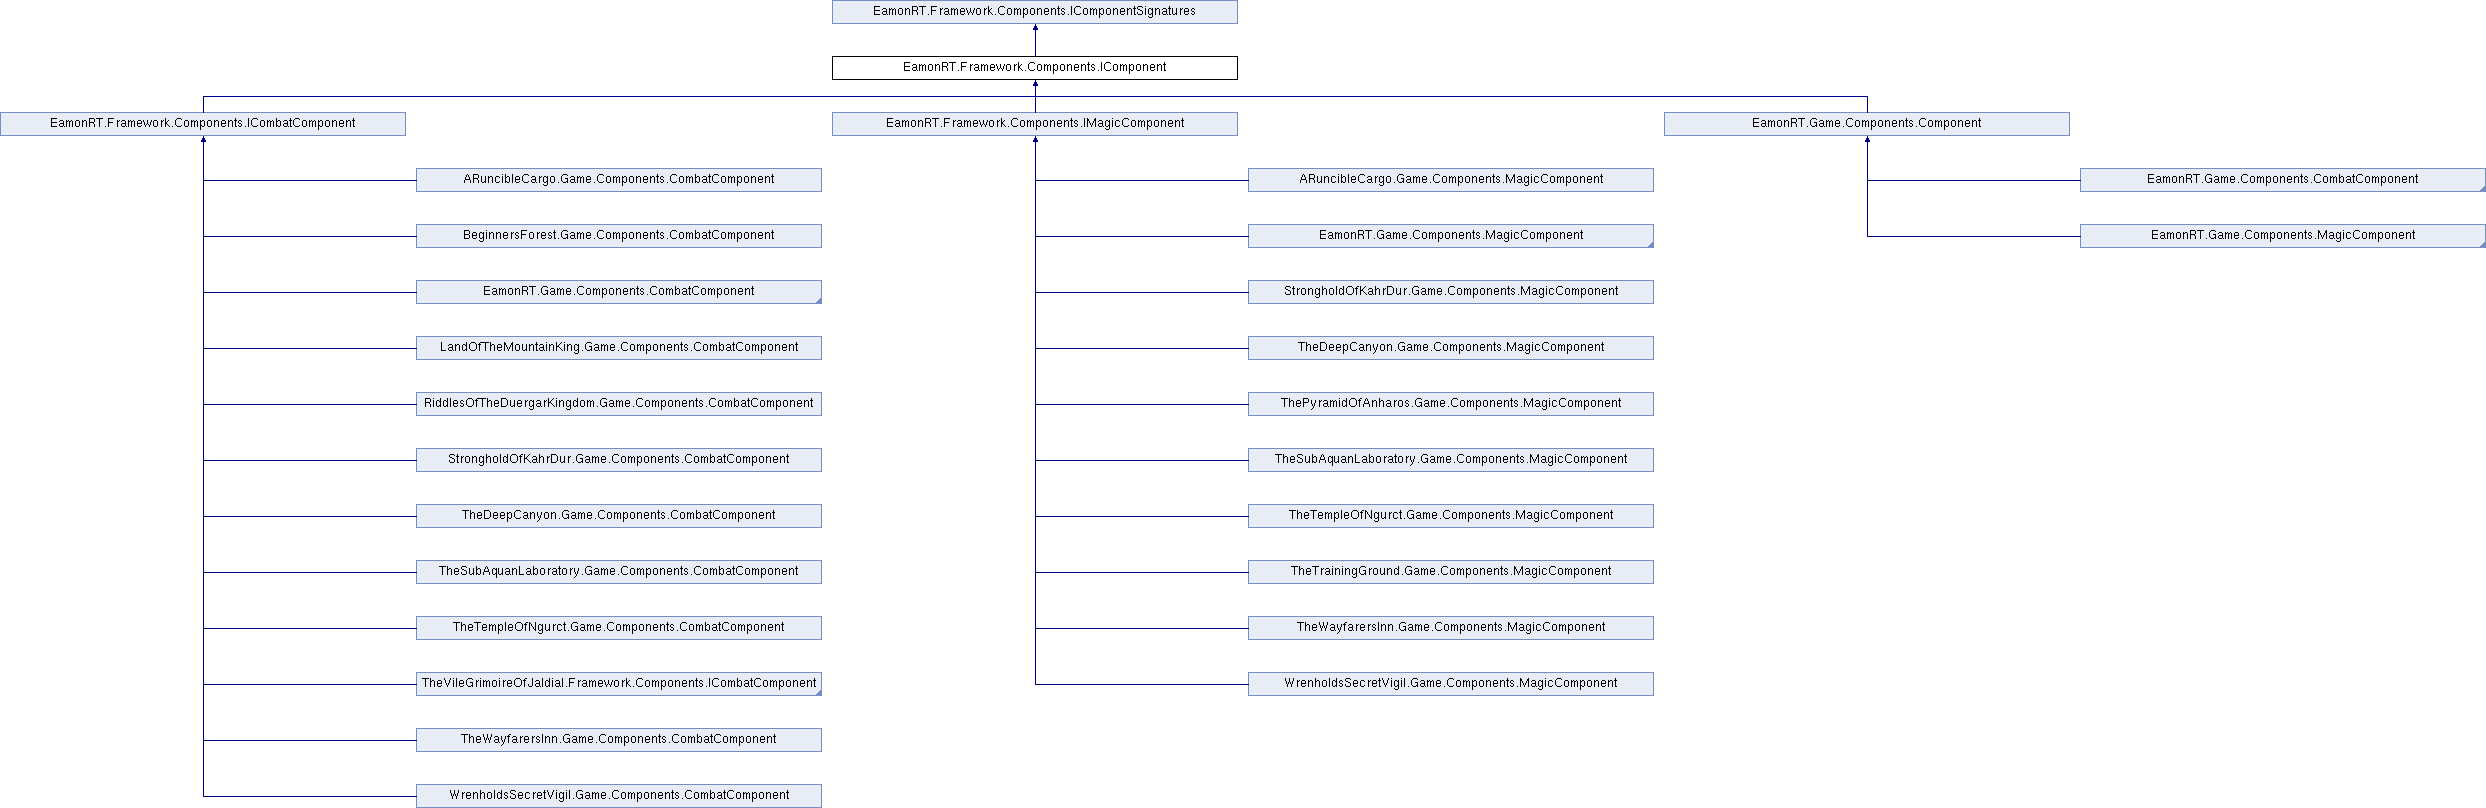 EamonRT.Framework.Components.IComponentSignatures
EamonRT.Framework.Components.IComponent
EamonRT.Framework.Components.ICombatComponent
EamonRT.Framework.Components.IMagicComponent
EamonRT.Game.Components.Component
ARuncibleCargo.Game.Components.CombatComponent
ARuncibleCargo.Game.Components.MagicComponent
EamonRT.Game.Components.CombatComponent
BeginnersForest.Game.Components.CombatComponent
EamonRT.Game.Components.MagicComponent
EamonRT.Game.Components.MagicComponent
EamonRT.Game.Components.CombatComponent
StrongholdOfKahrDur.Game.Components.MagicComponent
LandOfTheMountainKing.Game.Components.CombatComponent
TheDeepCanyon.Game.Components.MagicComponent
RiddlesOfTheDuergarKingdom.Game.Components.CombatComponent
ThePyramidOfAnharos.Game.Components.MagicComponent
StrongholdOfKahrDur.Game.Components.CombatComponent
TheSubAquanLaboratory.Game.Components.MagicComponent
TheDeepCanyon.Game.Components.CombatComponent
TheTempleOfNgurct.Game.Components.MagicComponent
TheSubAquanLaboratory.Game.Components.CombatComponent
TheTrainingGround.Game.Components.MagicComponent
TheTempleOfNgurct.Game.Components.CombatComponent
TheWayfarersInn.Game.Components.MagicComponent
TheVileGrimoireOfJaldial.Framework.Components.ICombatComponent
WrenholdsSecretVigil.Game.Components.MagicComponent
TheWayfarersInn.Game.Components.CombatComponent
WrenholdsSecretVigil.Game.Components.CombatComponent